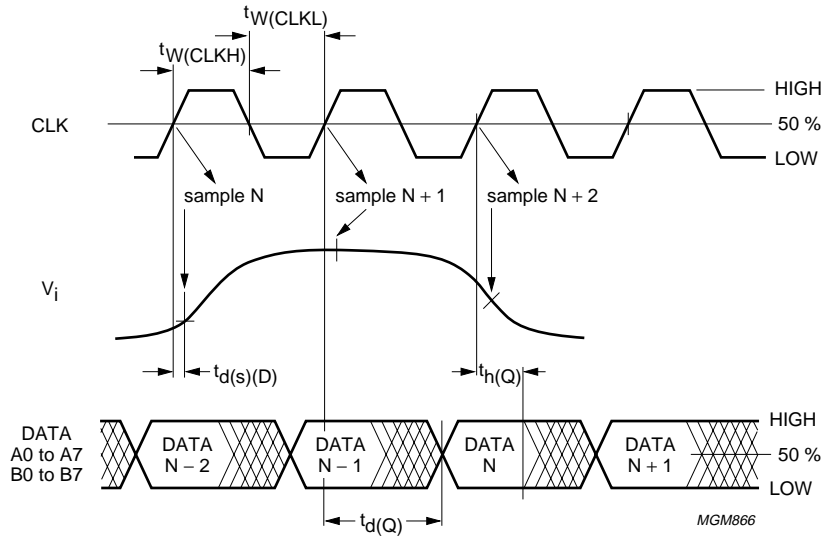 tW(CLKL)
tW(CLKH)
HIGH
CLK
50 %
LOW
sample N
sample N + 1
sample N + 2
Vi
td(s)(D)
th(Q)
HIGH
DATA
A0 to A7
B0 to B7
DATA
N − 2
DATA
N − 1
DATA
N
DATA
N + 1
50 %
LOW
td(Q)
MGM866